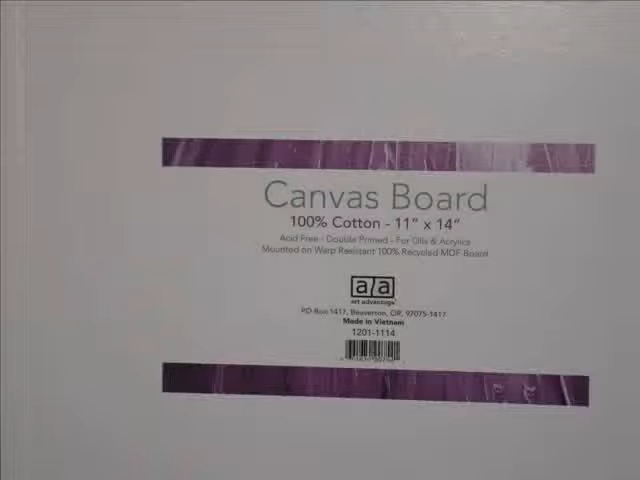 Canvas Board
100% Cotton - 11" x 14"
Acid Free - Double Primed - For Oils & Acrylics
Mounted on Warp Resistant 100% Recycled MDF Board
aa
art advantage
PO Box 1417, Beaverton, OR, 97075-1417
Made in Vietnam
1201-1114